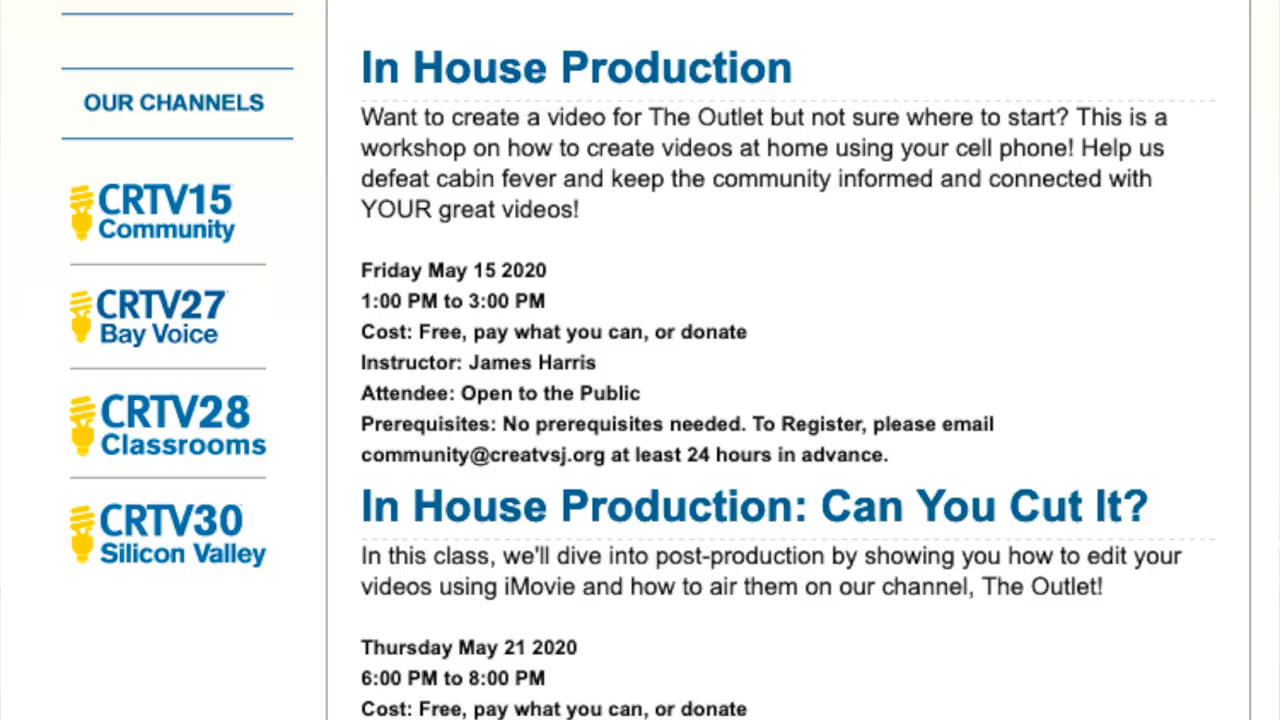 OUR CHANNELS
CRTV15
Community
CRTV27
Bay Voice
CRTV28
Classrooms
CRTV30
Silicon Valley
In House Production
Want to create a video for The Outlet but not sure where to start? This is a
workshop on how to create videos at home using your cell phone! Help us
defeat cabin fever and keep the community informed and connected with
YOUR great videos!
Friday May 15 2020
1:00 PM to 3:00 PM
Cost: Free, pay what you can, or donate
Instructor: James Harris
Attendee: Open to the Public
Prerequisites: No prerequisites needed. To Register, please email
community@creatvsj.org at least 24 hours in advance.
In House Production: Can You Cut It?
In this class, we'll dive into post-production by showing you how to edit your
videos using iMovie and how to air them on our channel, The Outlet!
Thursday May 21 2020
6:00 PM to 8:00 PM
Cost: Free, pay what you can, or donate